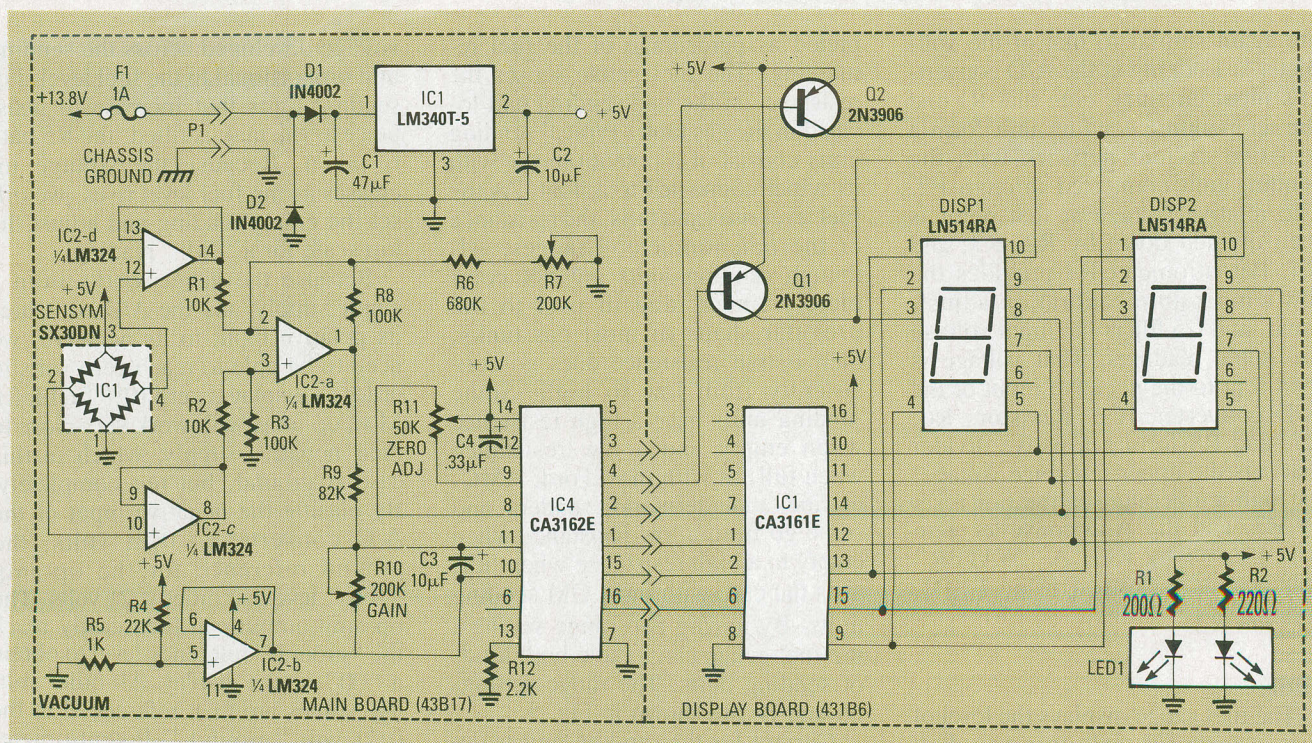 F1
1A
+13.8V
P1
CHASSIS
GROUND
D1
IN4002
1
IC1
LM340T-5
2
3
+5V
+
C1
47µF
+
C2
10µF
D2
IN4002
IC2-d
¼LM324
13
12
14
−
+
R1
10K
+5V
SENSYM
SX30DN
3
2
IC1
4
1
R2
10K
R3
100K
2
3
1
−
+
IC2-a
¼ LM324
R8
100K
R6
680K
R7
200K
9
10
8
−
+
IC2-c
¼ LM324
R9
82K
+5V
R4
22K
R5
1K
+5V
6
5
4
7
11
−
+
IC2-b
¼ LM324
R10
200K
GAIN
C3
10µF
+
R11
50K
ZERO
ADJ
+5V
C4
.33µF
+
14
12
9
8
11
10
6
13
IC4
CA3162E
5
3
4
2
1
15
16
7
R12
2.2K
VACUUM
MAIN BOARD (43B17)
+5V
Q2
2N3906
Q1
2N3906
+5V
3
4
5
7
1
2
6
8
IC1
CA3161E
16
10
11
14
12
13
15
9
DISP1
LN514RA
1
2
3
4
10
9
8
7
6
5
DISP2
LN514RA
1
2
3
4
10
9
8
7
6
5
+5V
R1
200Ω
R2
220Ω
LED1
DISPLAY BOARD (431B6)